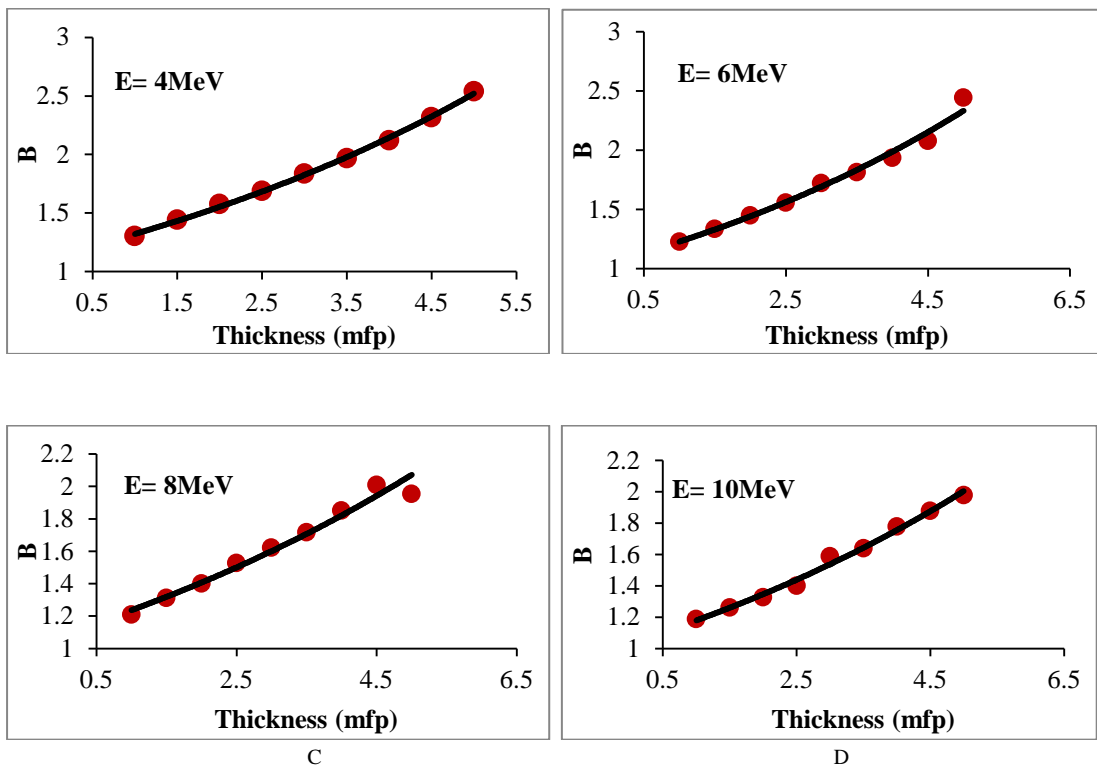 3
2.5
2
1.5
1
B
E= 4MeV
0.5 1.5 2.5 3.5 4.5 5.5
Thickness (mfp)
3
2.5
2
1.5
1
B
E= 6MeV
0.5 2.5 4.5 6.5
Thickness (mfp)
2.2
2
1.8
1.6
1.4
1.2
1
B
E= 8MeV
0.5 2.5 4.5 6.5
Thickness (mfp)
C
2.2
2
1.8
1.6
1.4
1.2
1
B
E= 10MeV
0.5 2.5 4.5 6.5
Thickness (mfp)
D